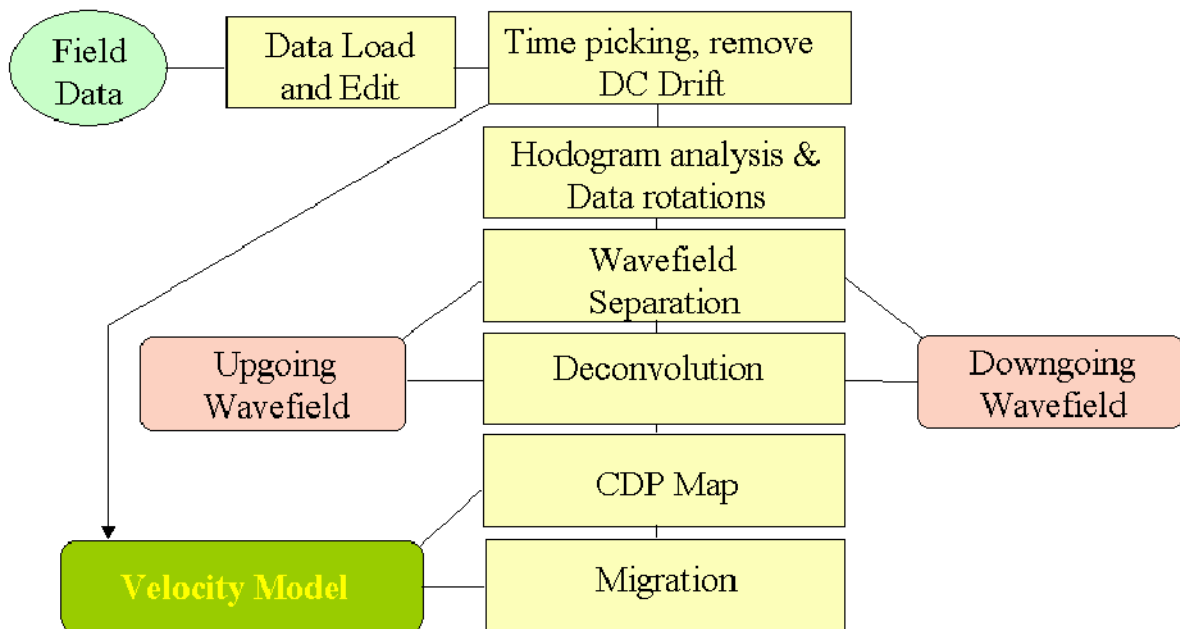 Field
Data
Data Load
and Edit
Time picking, remove
DC Drift
Hodogram analysis &
Data rotations
Wavefield
Separation
Upgoing
Wavefield
Deconvolution
Downgoing
Wavefield
CDP Map
Velocity Model
Migration